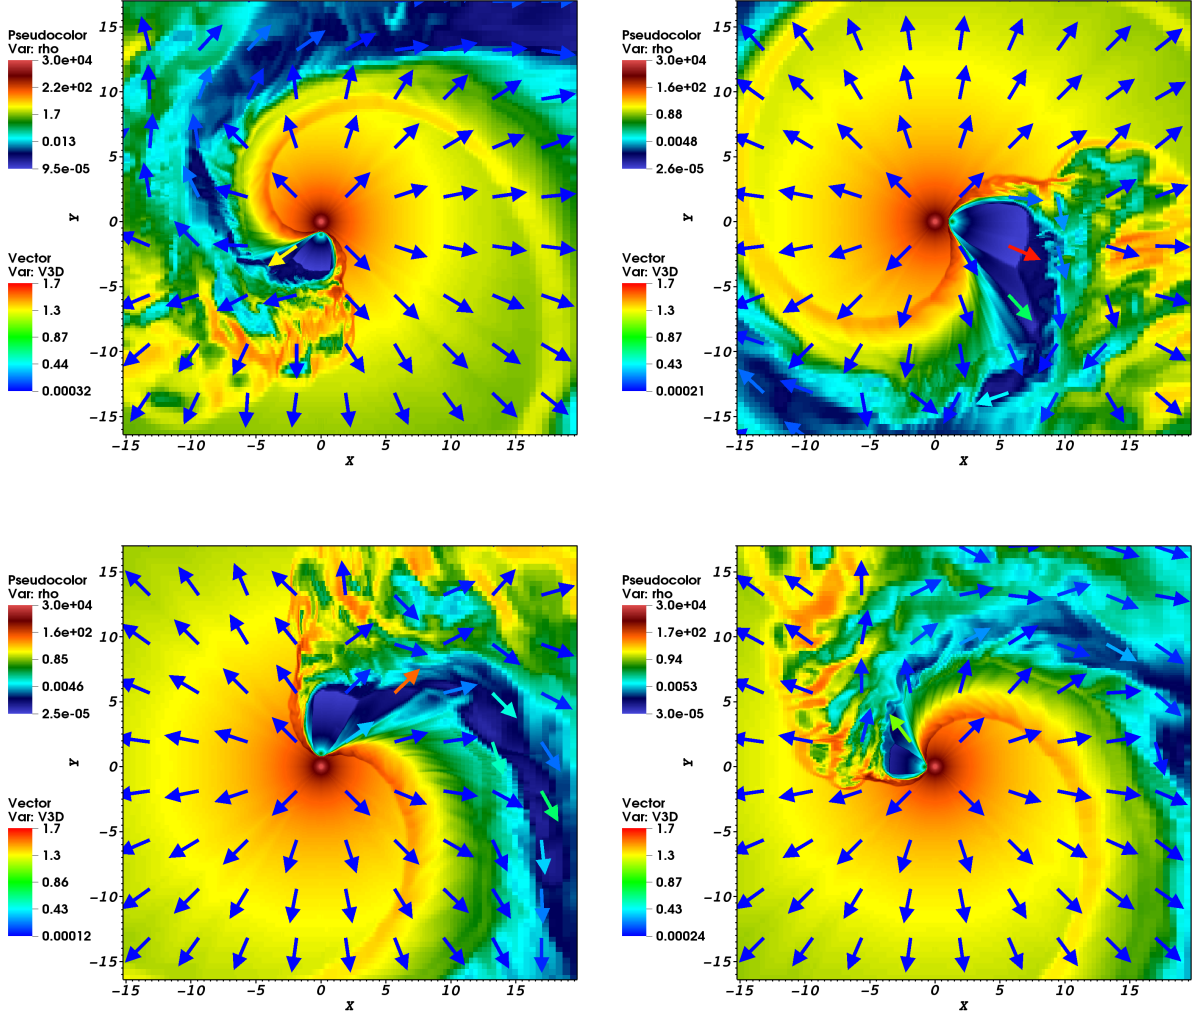 Pseudocolor
Var: rho
3.0e+04
2.2e+02
1.7
0.013
9.5e-05
Vector
Var: V3D
1.7
1.3
0.87
0.44
0.00032
15
10
5
0
−5
−10
−15
Y
−15 −10 −5 0 5 10 15
X
Pseudocolor
Var: rho
3.0e+04
1.6e+02
0.88
0.0048
2.6e-05
Vector
Var: V3D
1.7
1.3
0.87
0.43
0.00021
15
10
5
0
−5
−10
−15
Y
−15 −10 −5 0 5 10 15
X
Pseudocolor
Var: rho
3.0e+04
1.6e+02
0.85
0.0046
2.5e-05
Vector
Var: V3D
1.7
1.3
0.86
0.43
0.00012
15
10
5
0
−5
−10
−15
Y
−15 −10 −5 0 5 10 15
X
Pseudocolor
Var: rho
3.0e+04
1.7e+02
0.94
0.0053
3.0e-05
Vector
Var: V3D
1.7
1.3
0.87
0.43
0.00024
15
10
5
0
−5
−10
−15
Y
−15 −10 −5 0 5 10 15
X